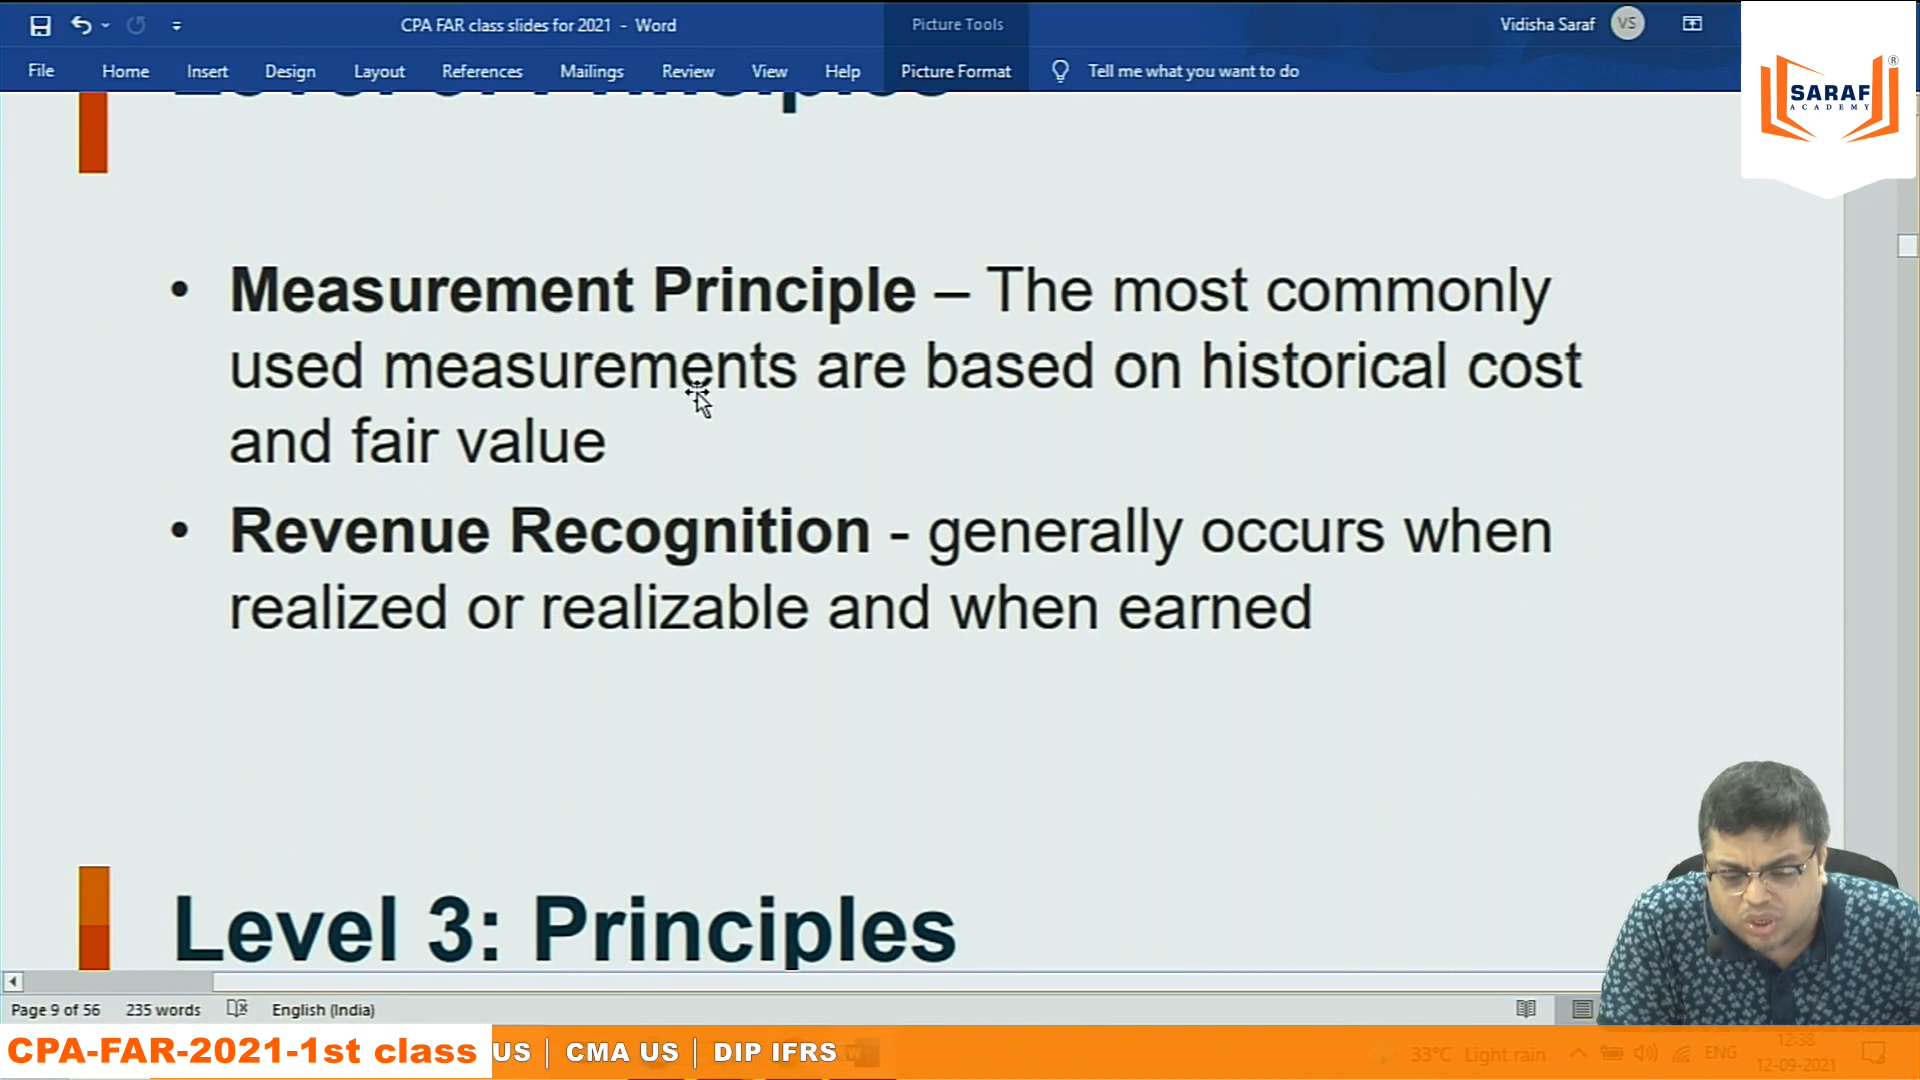 CPA FAR class slides for 2021 - Word
Picture Tools
Vidisha Saraf
VS
File
Home
Insert
Design
Layout
References
Mailings
Review
View
Help
Picture Format
Tell me what you want to do
SARAF
ACADEMY
®
• Measurement Principle – The most commonly
used measurements are based on historical cost
and fair value
• Revenue Recognition - generally occurs when
realized or realizable and when earned
Level 3: Principles
Page 9 of 56
235 words
English (India)
CPA-FAR-2021-1st class
US | CMA US | DIP IFRS
33°C Light rain
ENG
12:38
12-09-2021